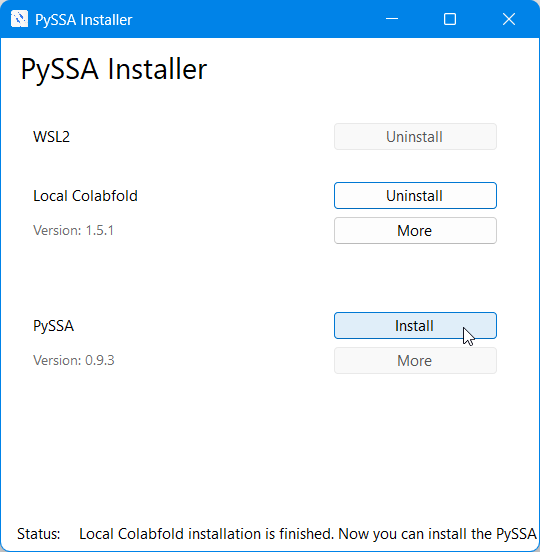 PySSA Installer
PySSA Installer
WSL2 Uninstall
Local Colabfold Uninstall
Version: 1.5.1 More
PySSA Install
Version: 0.9.3 More
Status: Local Colabfold installation is finished. Now you can install the PySSA